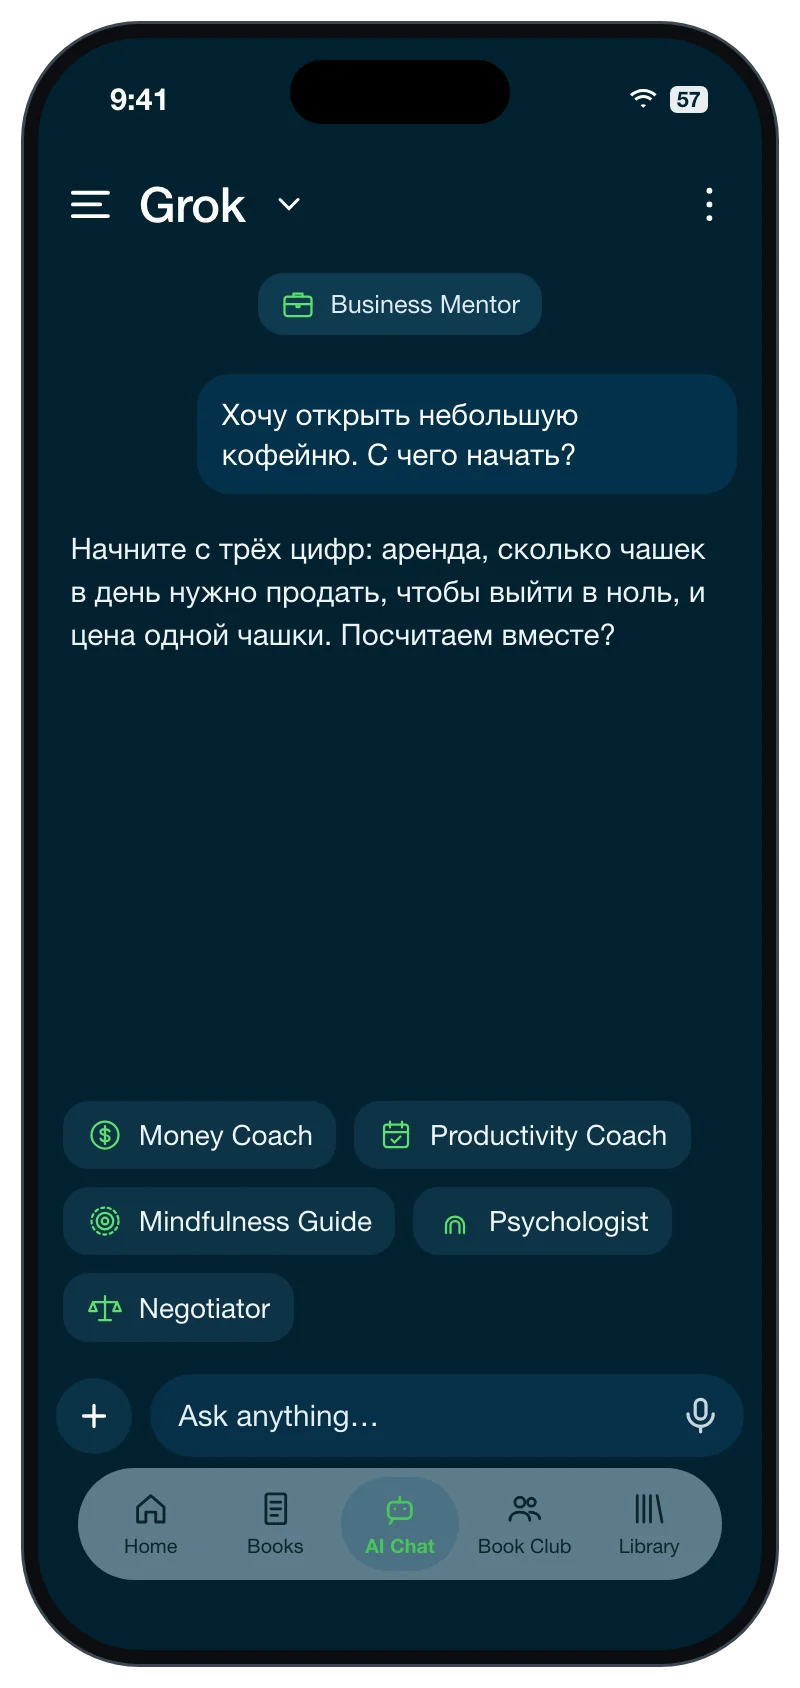 9:41
57
Grok
Business Mentor
Хочу открыть небольшую
кофейню. С чего начать?
Начните с трёх цифр: аренда, сколько чашек
в день нужно продать, чтобы выйти в ноль, и
цена одной чашки. Посчитаем вместе?
Money Coach
Productivity Coach
Mindfulness Guide
Psychologist
Negotiator
Ask anything...
Home
Books
AI Chat
Book Club
Library